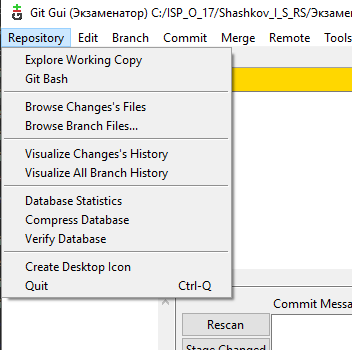 Git Gui (Экзаменатор) C:/ISP_O_17/Shashkov_I_S_RS/Экзаме
Repository Edit Branch Commit Merge Remote Tools
Explore Working Copy
Git Bash
Browse Changes's Files
Browse Branch Files...
Visualize Changes's History
Visualize All Branch History
Database Statistics
Compress Database
Verify Database
Create Desktop Icon
Quit Ctrl-Q
Commit Messa
Rescan
Stage Changed